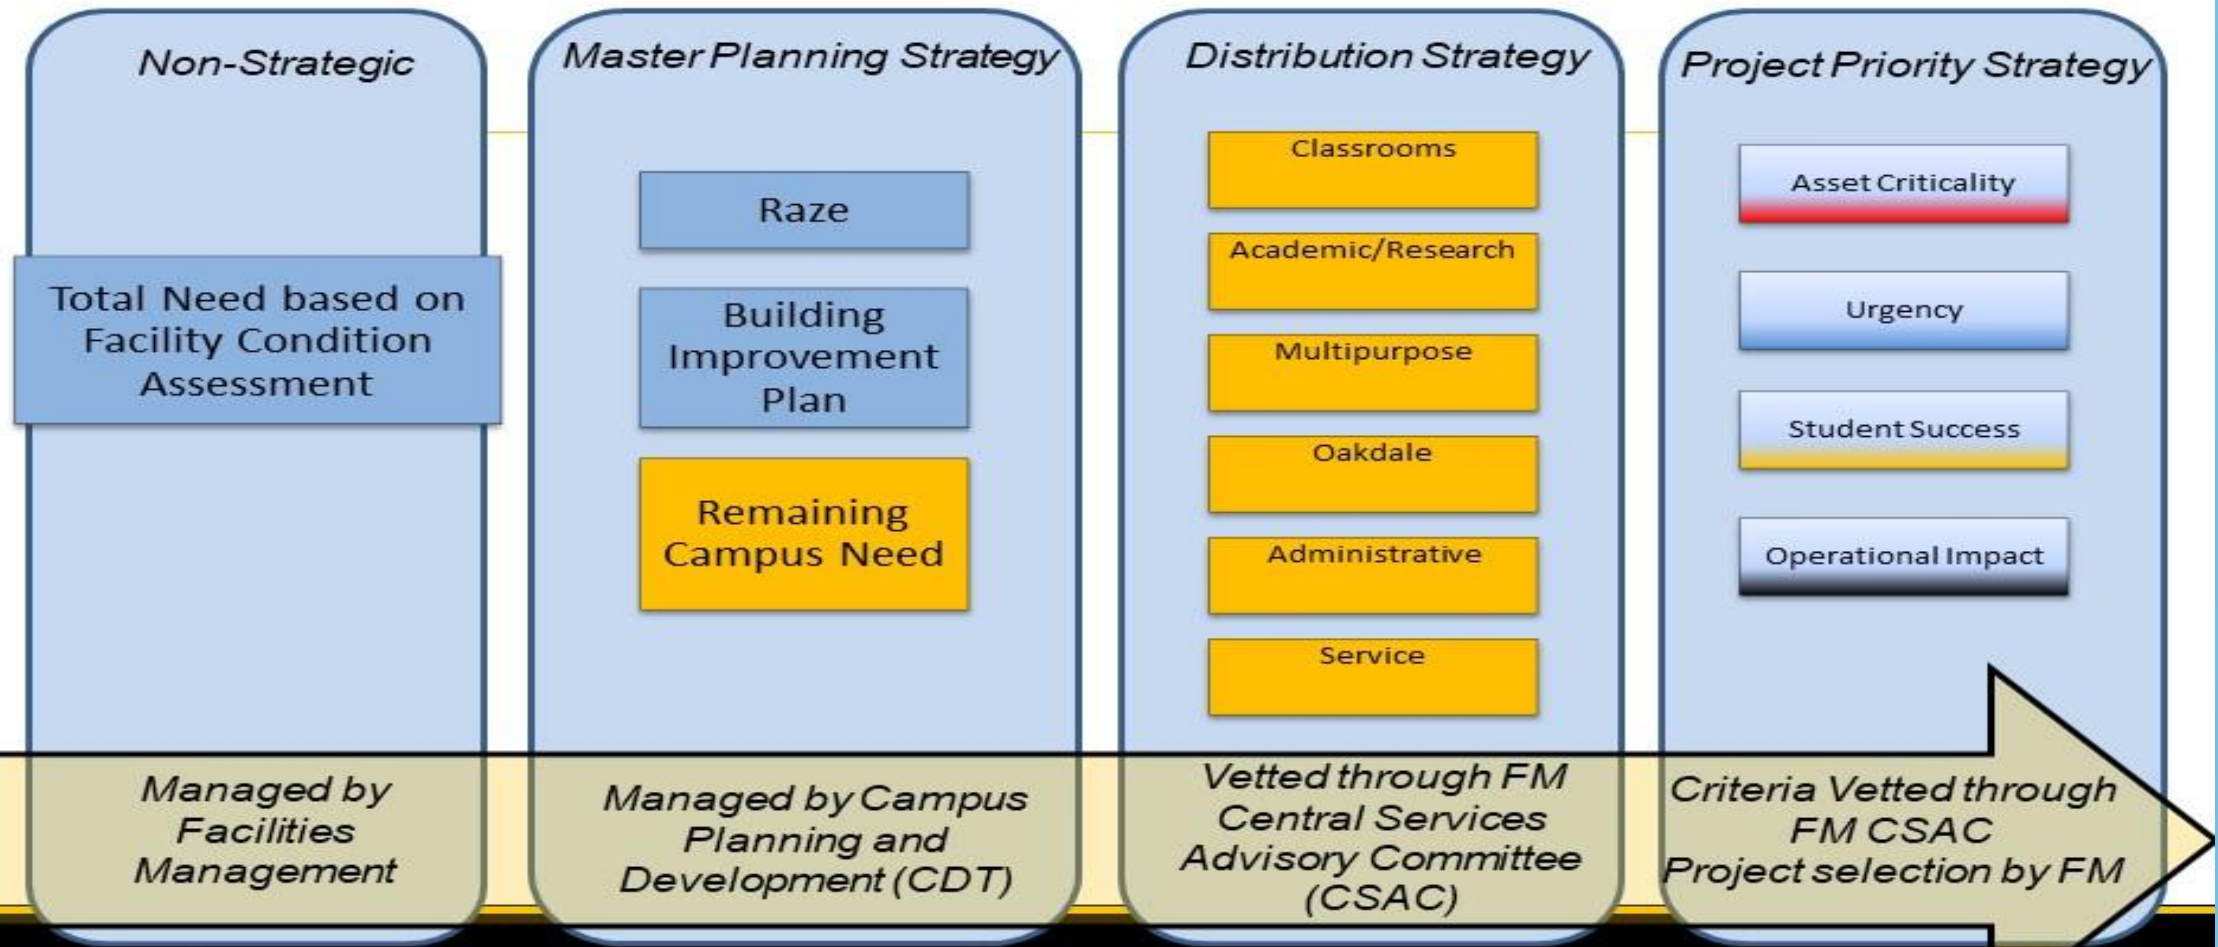 Non-Strategic
Total Need based on
Facility Condition
Assessment
Managed by
Facilities
Management
Master Planning Strategy
Raze
Building
Improvement
Plan
Remaining
Campus Need
Managed by Campus
Planning and
Development (CDT)
Distribution Strategy
Classrooms
Academic/Research
Multipurpose
Oakdale
Administrative
Service
Vetted through FM
Central Services
Advisory Committee
(CSAC)
Project Priority Strategy
Asset Criticality
Urgency
Student Success
Operational Impact
Criteria Vetted through
FM CSAC
Project selection by FM